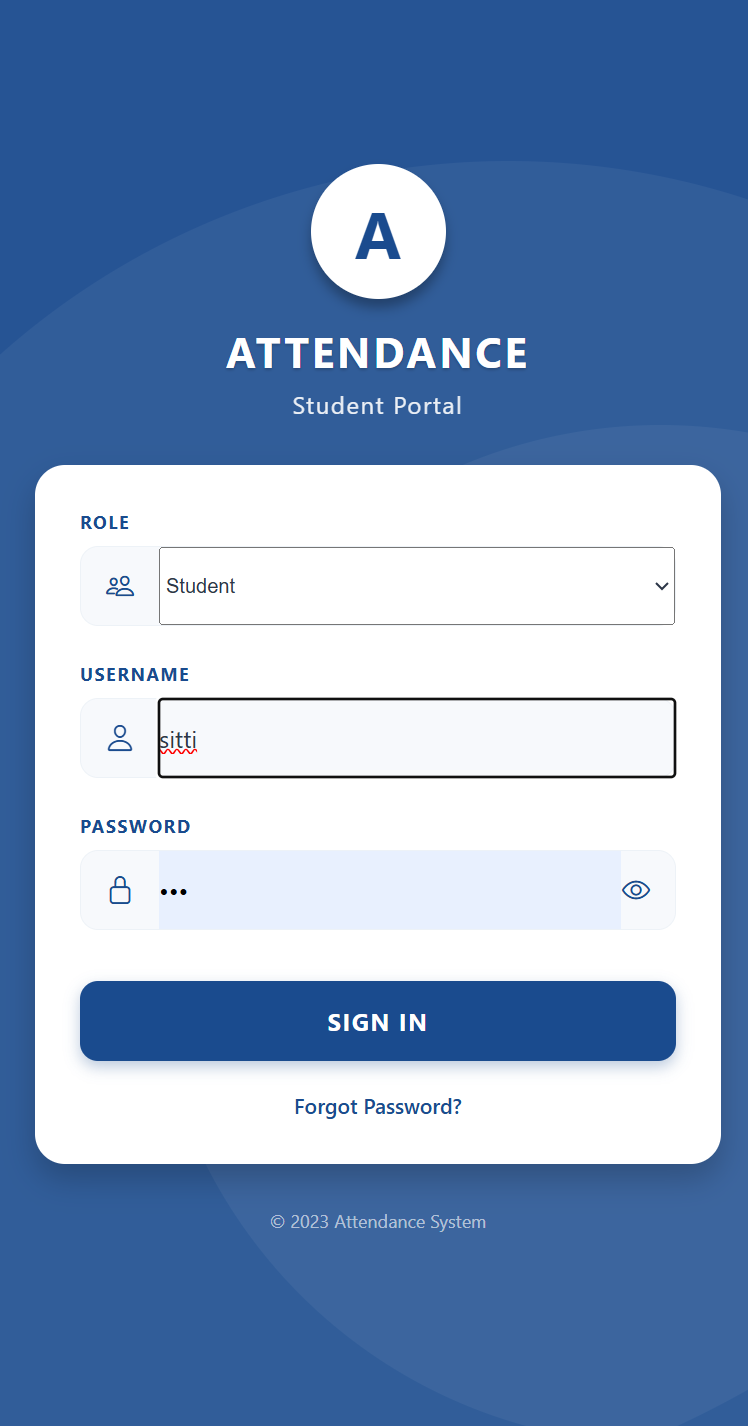 A
ATTENDANCE
Student Portal
ROLE
Student
USERNAME
sitti
PASSWORD
•••
SIGN IN
Forgot Password?
© 2023 Attendance System